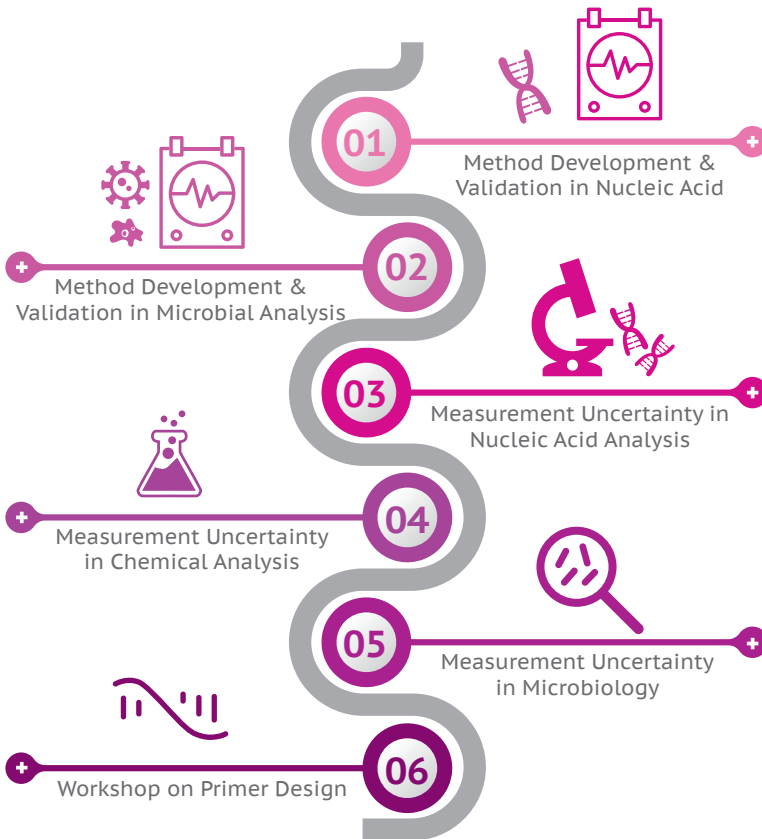 01
Method Development &
Validation in Nucleic Acid
02
Method Development &
Validation in Microbial Analysis
03
Measurement Uncertainty in
Nucleic Acid Analysis
04
Measurement Uncertainty
in Chemical Analysis
05
Measurement Uncertainty
in Microbiology
06
Workshop on Primer Design